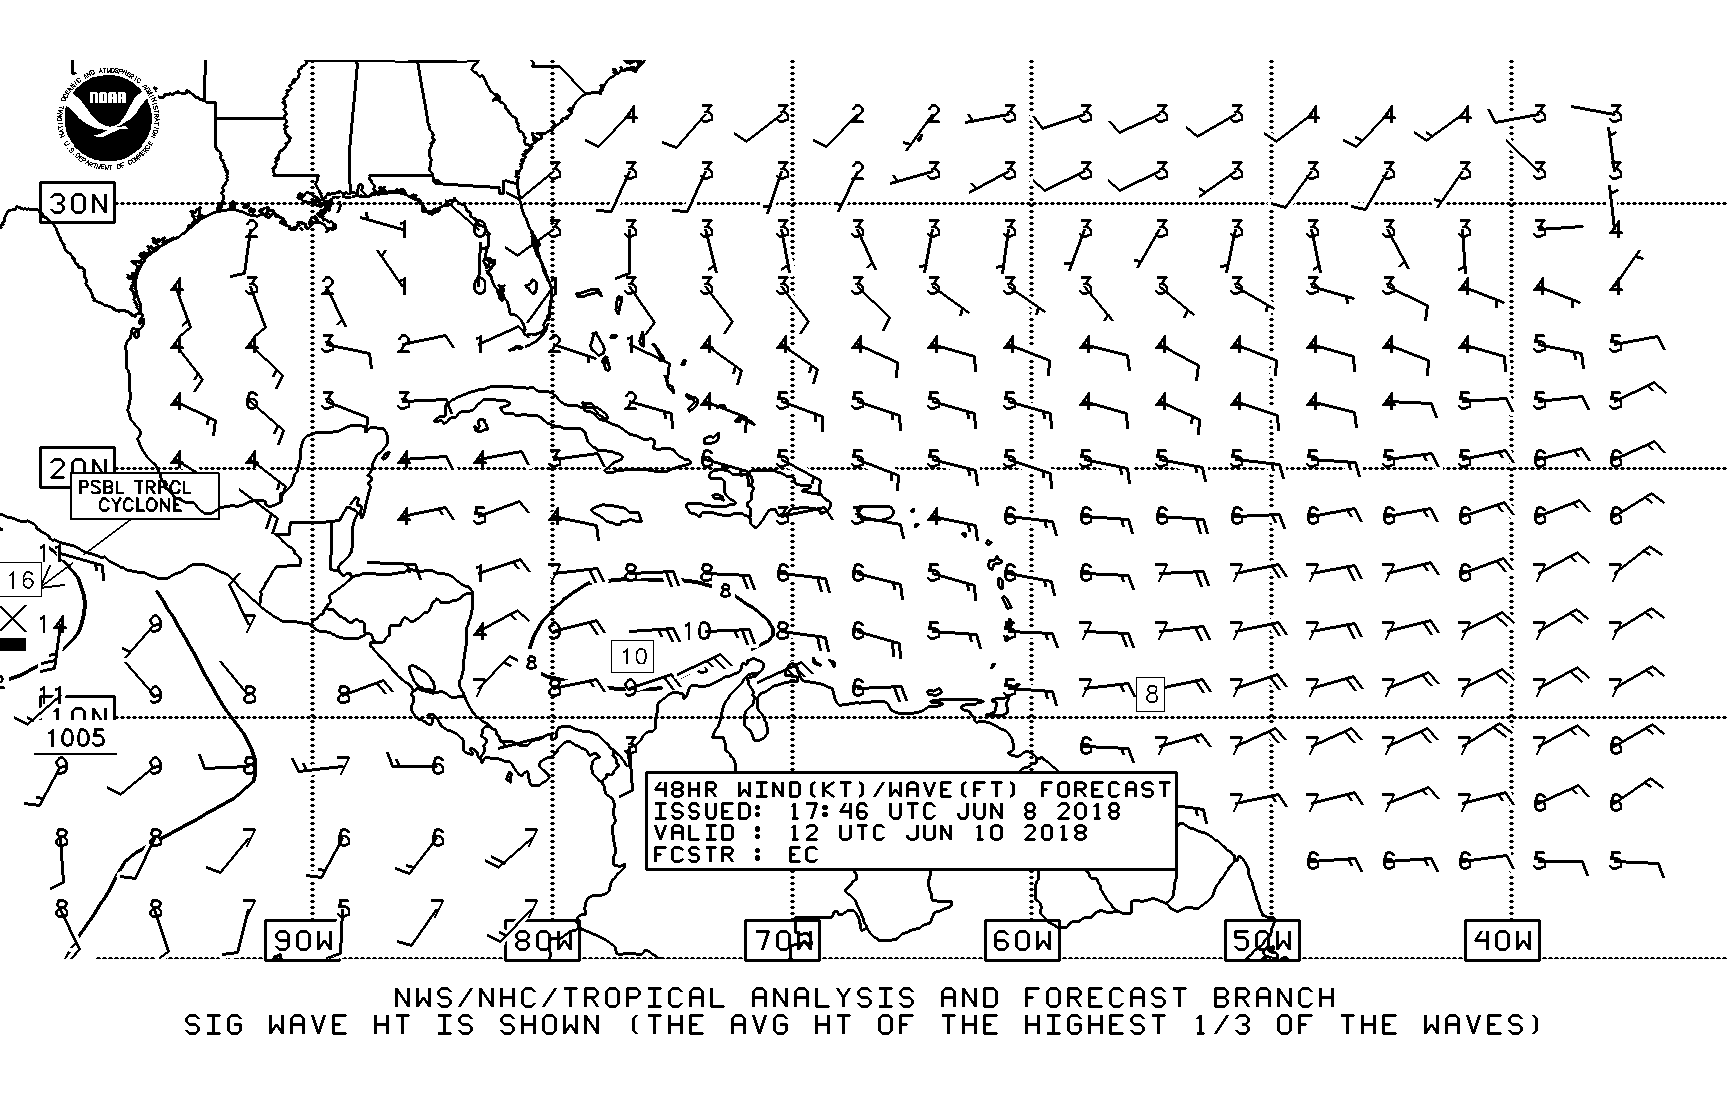 NOAA
NATIONAL OCEANIC AND ATMOSPHERIC ADMINISTRATION
U.S. DEPARTMENT OF COMMERCE
4 3 3 2 2 3 3 3 3 4 4 4 3 3
3 3 3 3 2 3 3 3 3 3 3 3 3 3
30N
2 1 0 3 3 3 3 3 3 3 3 3 3 3 3 3 3 4
4 3 2 1 0 1 3 3 3 3 3 3 3 3 3 3 3 4 4 4
4 4 3 2 1 2 1 4 4 4 4 4 4 4 4 4 4 4 5 5
4 6 3 3 2 4 5 5 5 5 4 4 4 4 4 5 5 5
20N
4 4 4 4 3 6 5 5 5 5 5 5 5 5 5 5 6 6
PSBL TRPCL
CYCLONE
4 5 4 3 3 4 6 6 6 6 6 6 6 6 6
11
16
1 7 8 8 6 6 5 6 6 6 7 7 7 6 7 7
8
14 9 7 4 9 10 8 6 5 5 7 7 7 7 7 7 7 7
8 10
11 9 8 8 7 8 9 6 5 7 8 7 7 7 7 7 7
10N
1005
3 6 7 7 7 7 7 7 6
9 9 8 7 6
48HR WIND(KT)/WAVE(FT) FORECAST
ISSUED: 17:46 UTC JUN 8 2018
VALID : 12 UTC JUN 10 2018
FCSTR : EC
7 7 7 7 6 6
8 8 7 6 6 7
6 6 6 5 5
8 8 7 5 7 7
90W 80W 70W 60W 50W 40W
NWS/NHC/TROPICAL ANALYSIS AND FORECAST BRANCH
SIG WAVE HT IS SHOWN (THE AVG HT OF THE HIGHEST 1/3 OF THE WAVES)